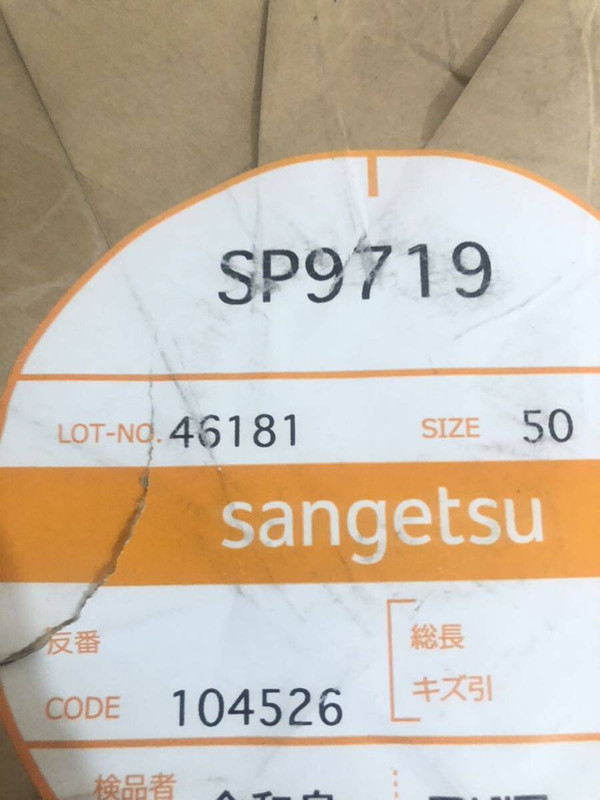 SP9719
LOT-NO. 46181 SIZE 50
sangetsu
反番 総長
キズ引
CODE 104526
検品者